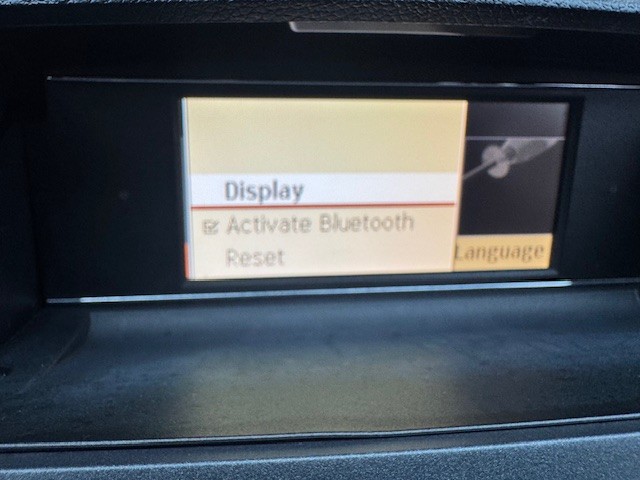 Display
Activate Bluetooth
Reset
Language